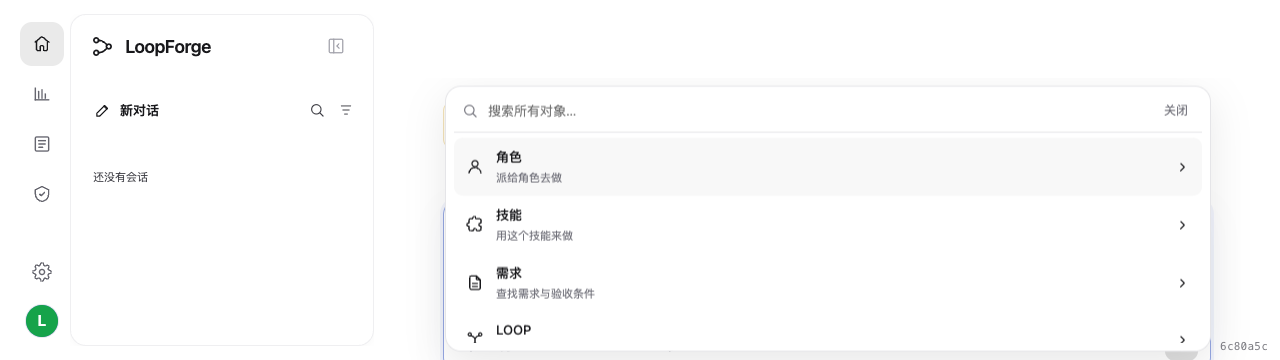 LoopForge
新对话
还没有会话
L
搜索所有对象...
关闭
角色
派给角色去做
技能
用这个技能来做
需求
查找需求与验收条件
LOOP
6c80a5c